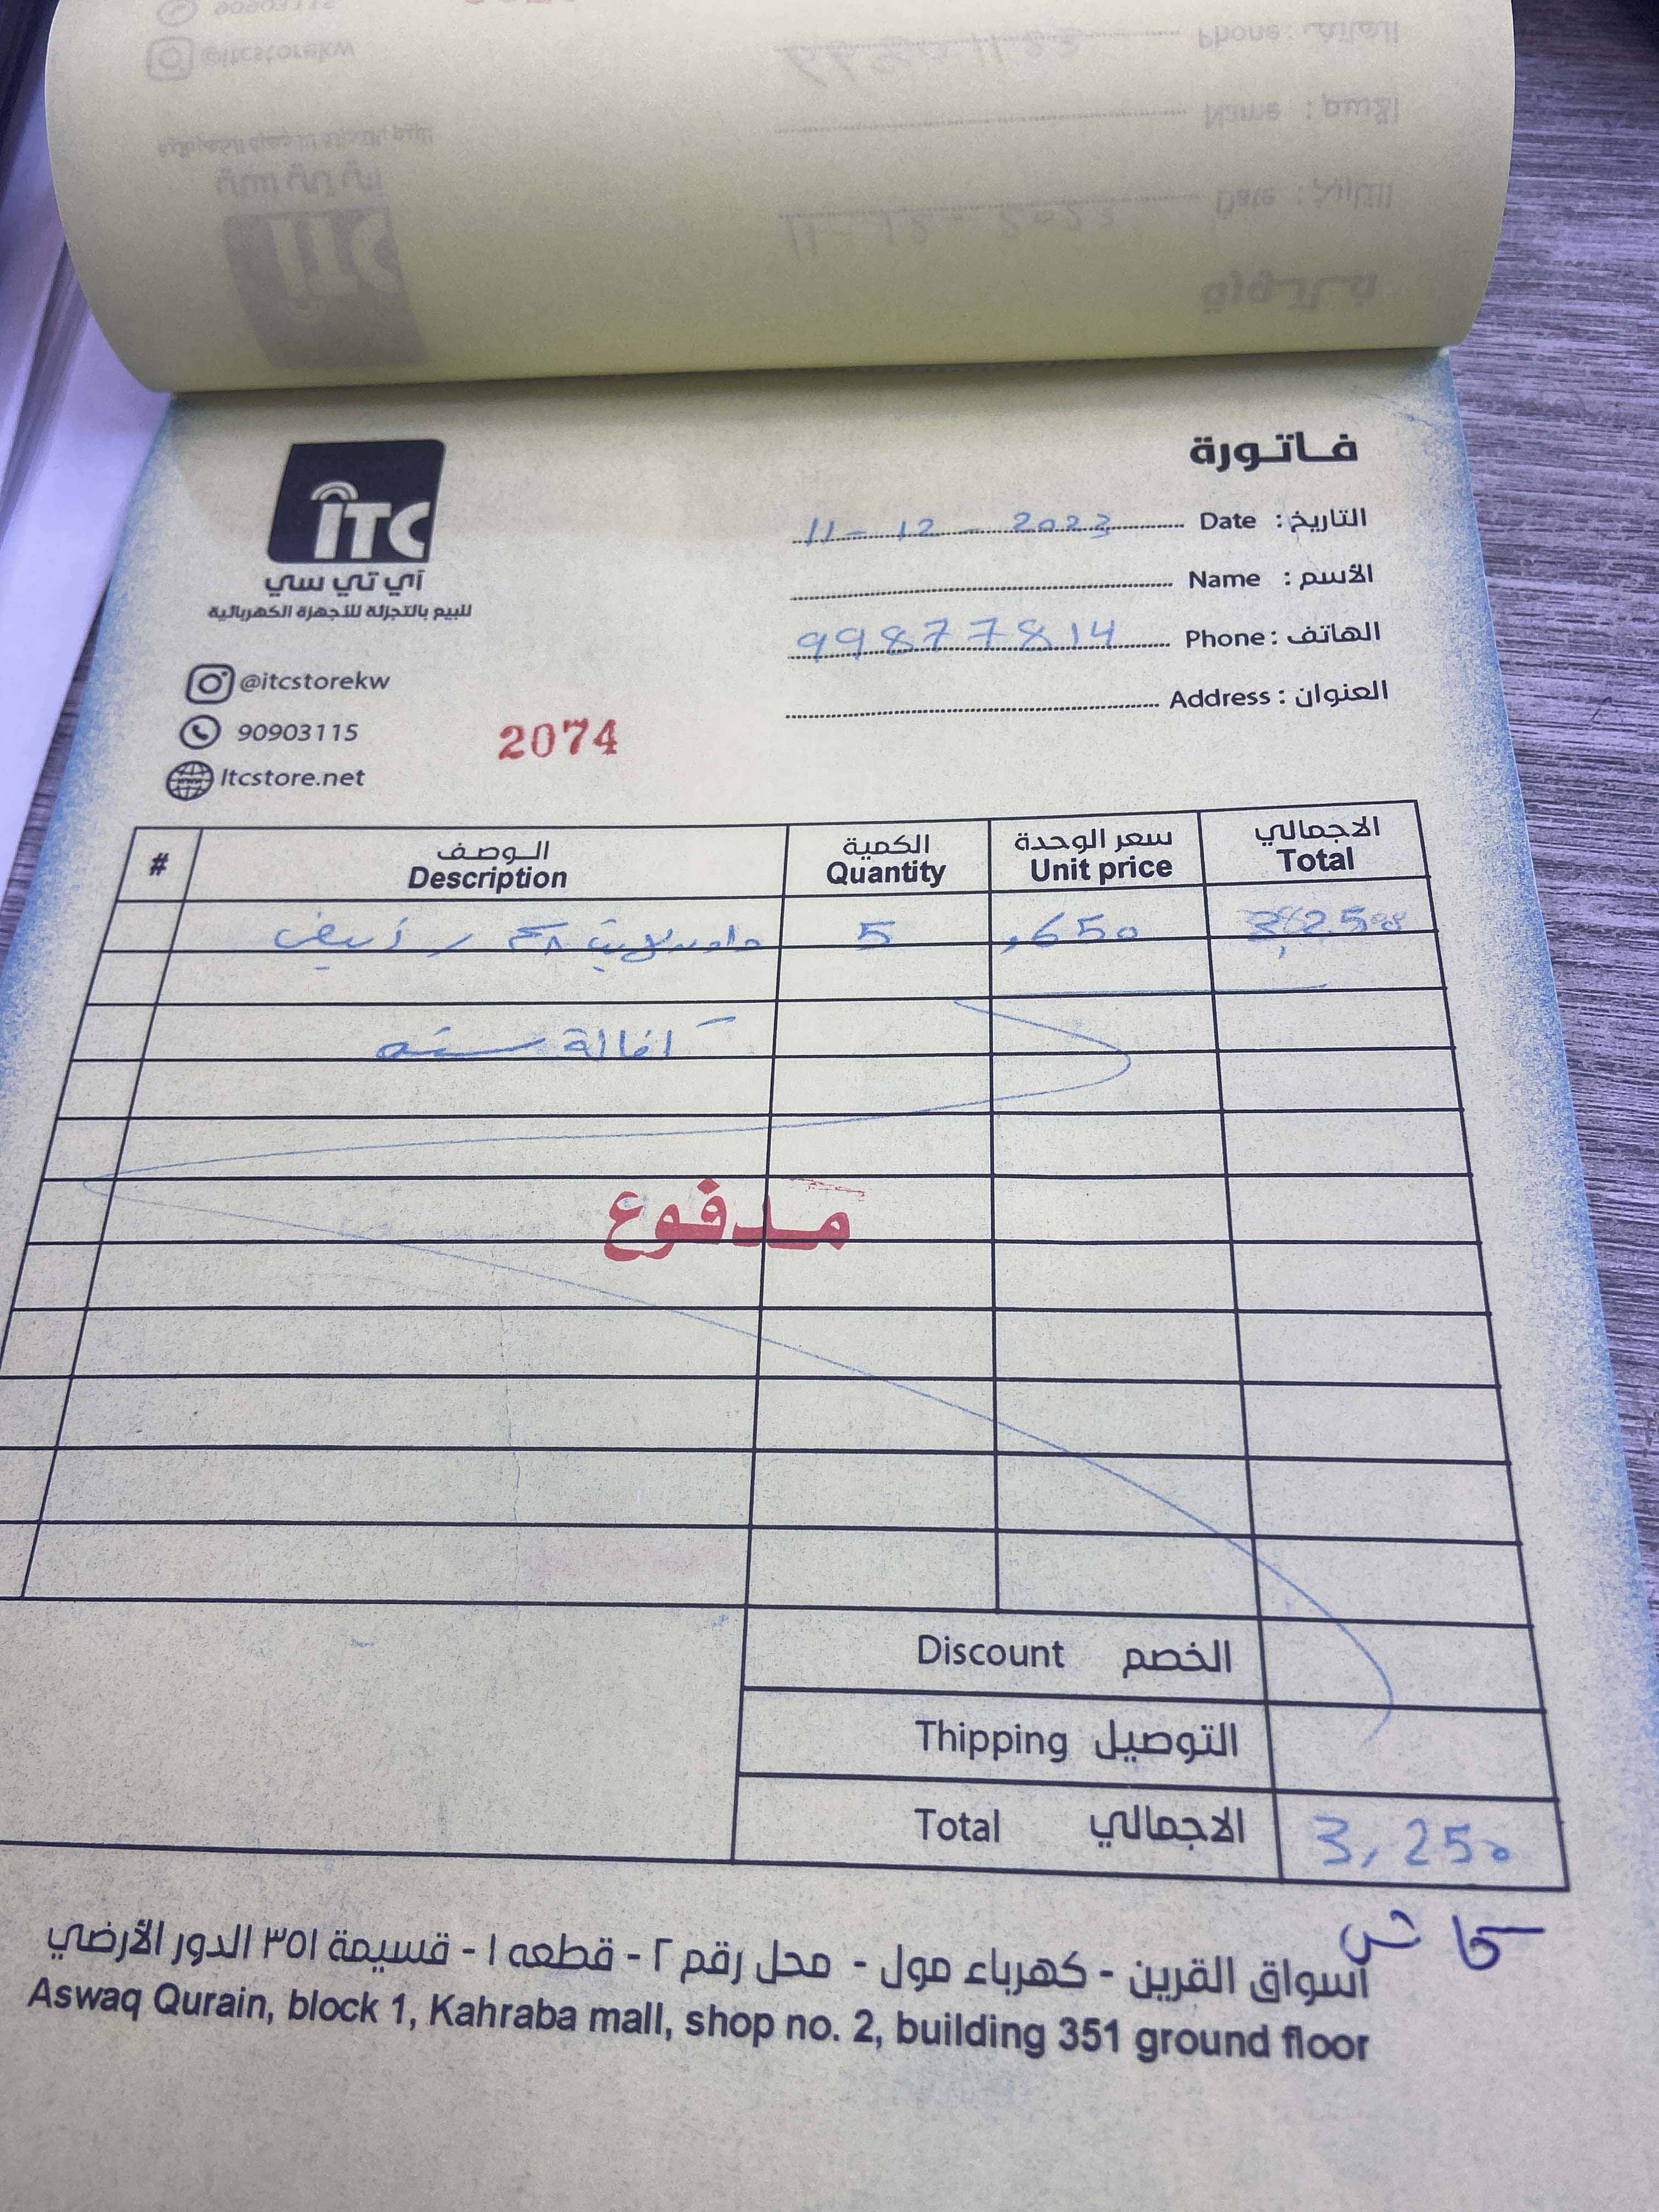 فاتورة
ITC
آي تي سي
للبيع بالتجزئة للأجهزة الكهربائية
التاريخ: Date 11-12-2023
الأسم: Name
الهاتف: Phone 99877814
العنوان: Address
@itcstorekw
90903115
Itcstore.net
2074
# الوصف الكمية سعر الوحدة الاجمالي
Description Quantity Unit price Total
5 ,650 3,250
سنه
مدفوع
Discount الخصم
Thipping التوصيل
Total الاجمالي 3,250
كاش
أسواق القرين - كهرباء مول - محل رقم ٢ - قطعه ١ - قسيمة ٣٥١ الدور الأرضي
Aswaq Qurain, block 1, Kahraba mall, shop no. 2, building 351 ground floor